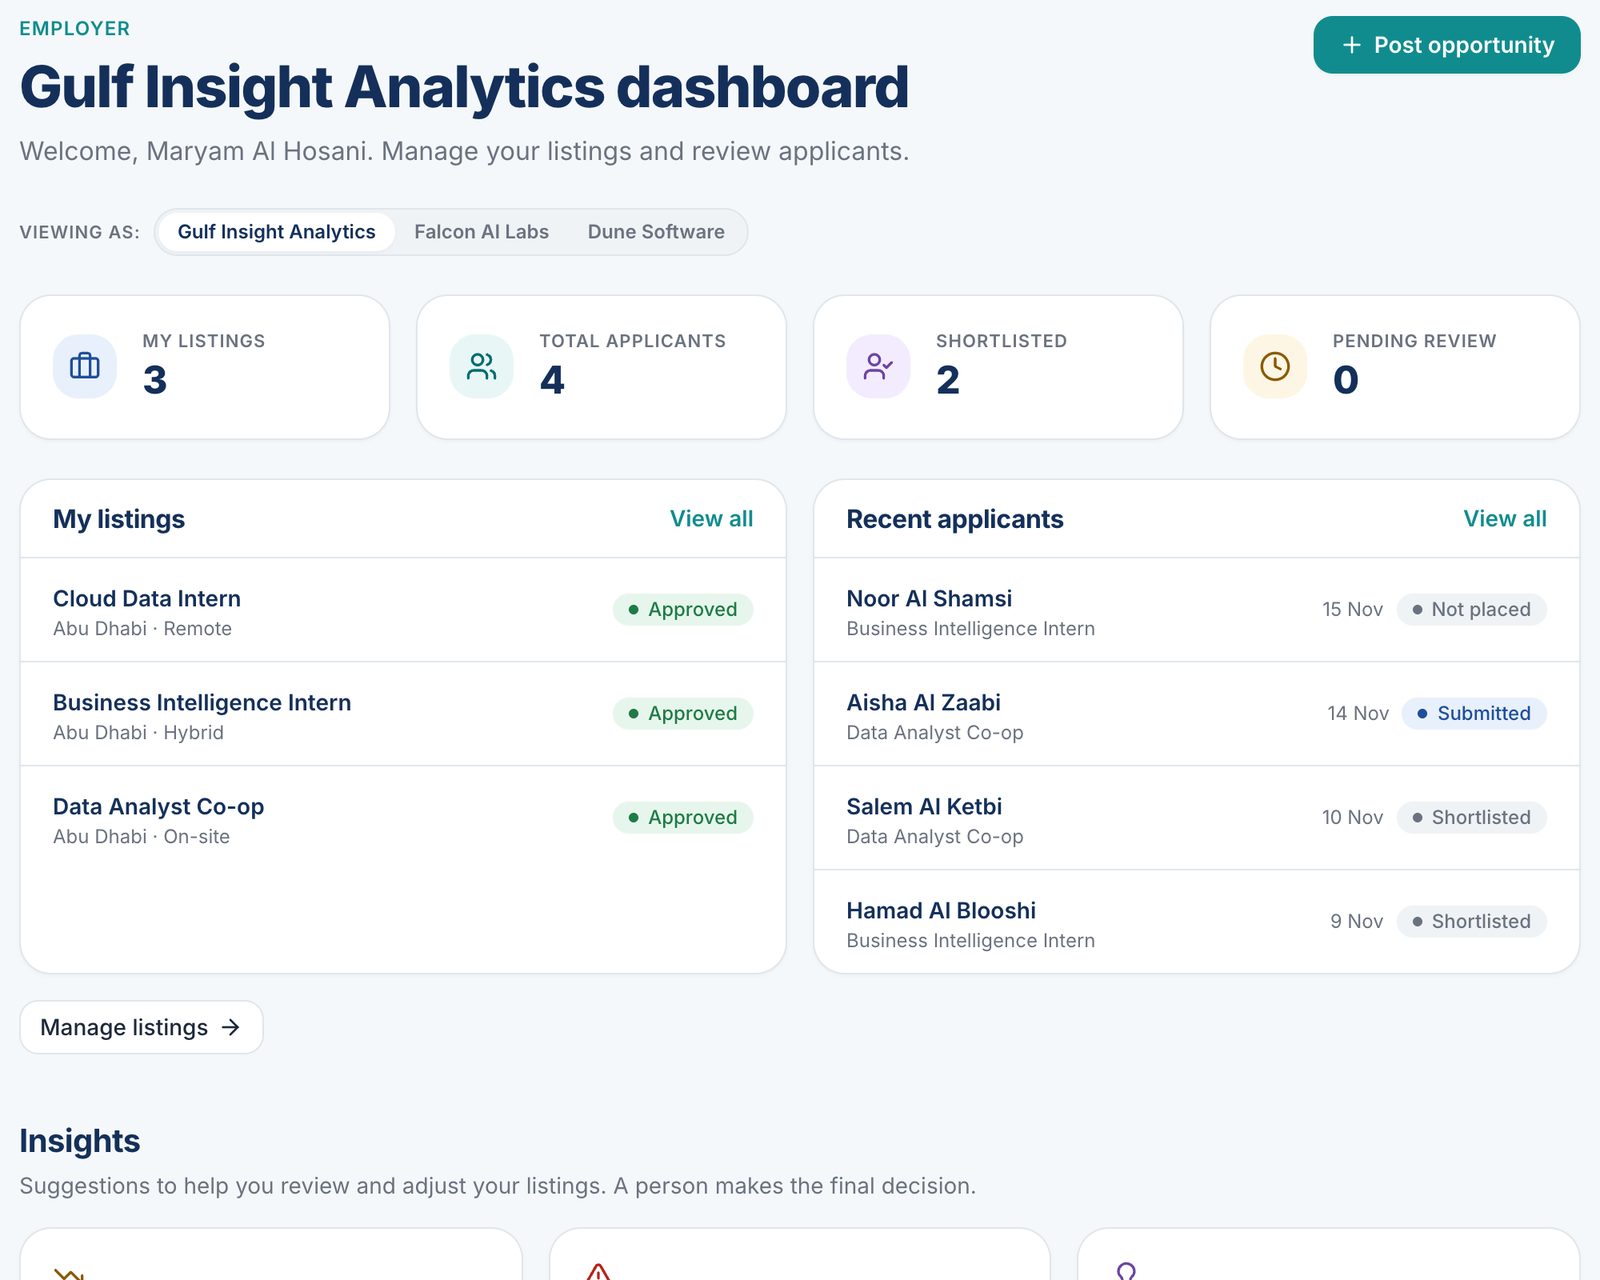 EMPLOYER
Post opportunity
Gulf Insight Analytics dashboard
Welcome, Maryam Al Hosani. Manage your listings and review applicants.
VIEWING AS: Gulf Insight Analytics Falcon AI Labs Dune Software
MY LISTINGS
3
TOTAL APPLICANTS
4
SHORTLISTED
2
PENDING REVIEW
0
My listings View all
Cloud Data Intern
Abu Dhabi · Remote
Approved
Business Intelligence Intern
Abu Dhabi · Hybrid
Approved
Data Analyst Co-op
Abu Dhabi · On-site
Approved
Recent applicants View all
Noor Al Shamsi
Business Intelligence Intern
15 Nov Not placed
Aisha Al Zaabi
Data Analyst Co-op
14 Nov Submitted
Salem Al Ketbi
Data Analyst Co-op
10 Nov Shortlisted
Hamad Al Blooshi
Business Intelligence Intern
9 Nov Shortlisted
Manage listings
Insights
Suggestions to help you review and adjust your listings. A person makes the final decision.